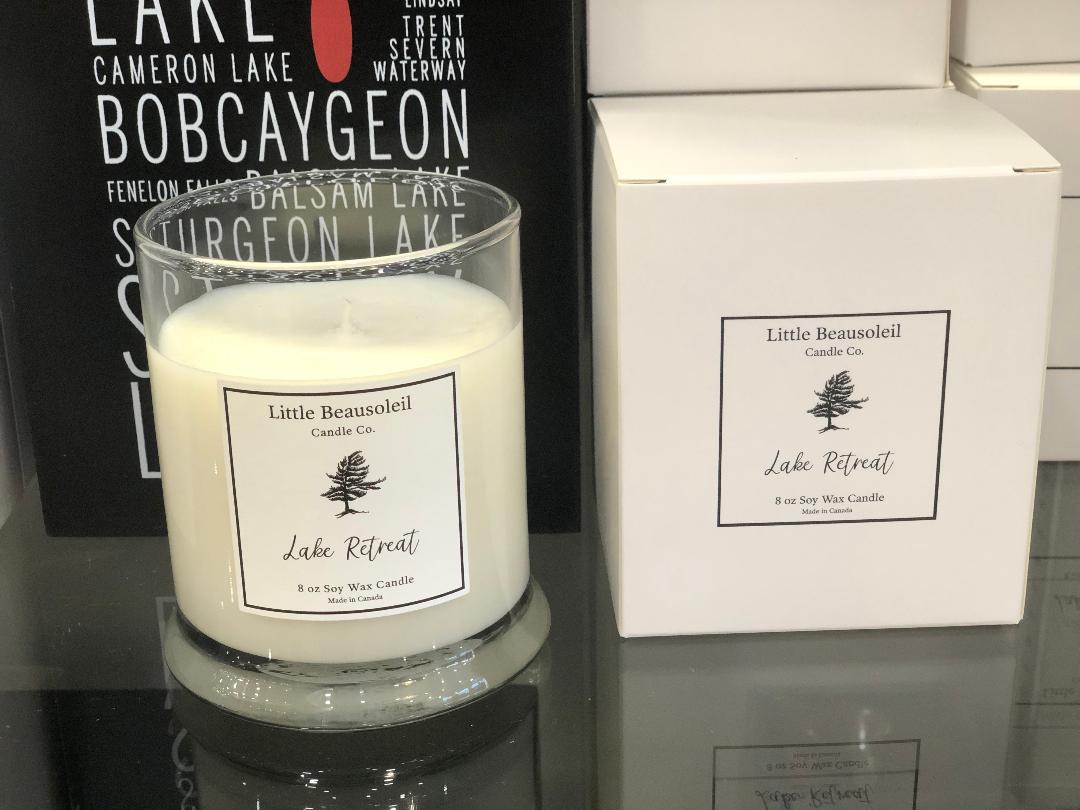 LAKE
LINDSAY
TRENT
SEVERN
WATERWAY
CAMERON LAKE
BOBCAYGEON
FENELON FALLS BALSAM LAKE
STURGEON LAKE
Little Beausoleil
Candle Co.
Lake Retreat
8 oz Soy Wax Candle
Made in Canada
Little Beausoleil
Candle Co.
Lake Retreat
8 oz Soy Wax Candle
Made in Canada